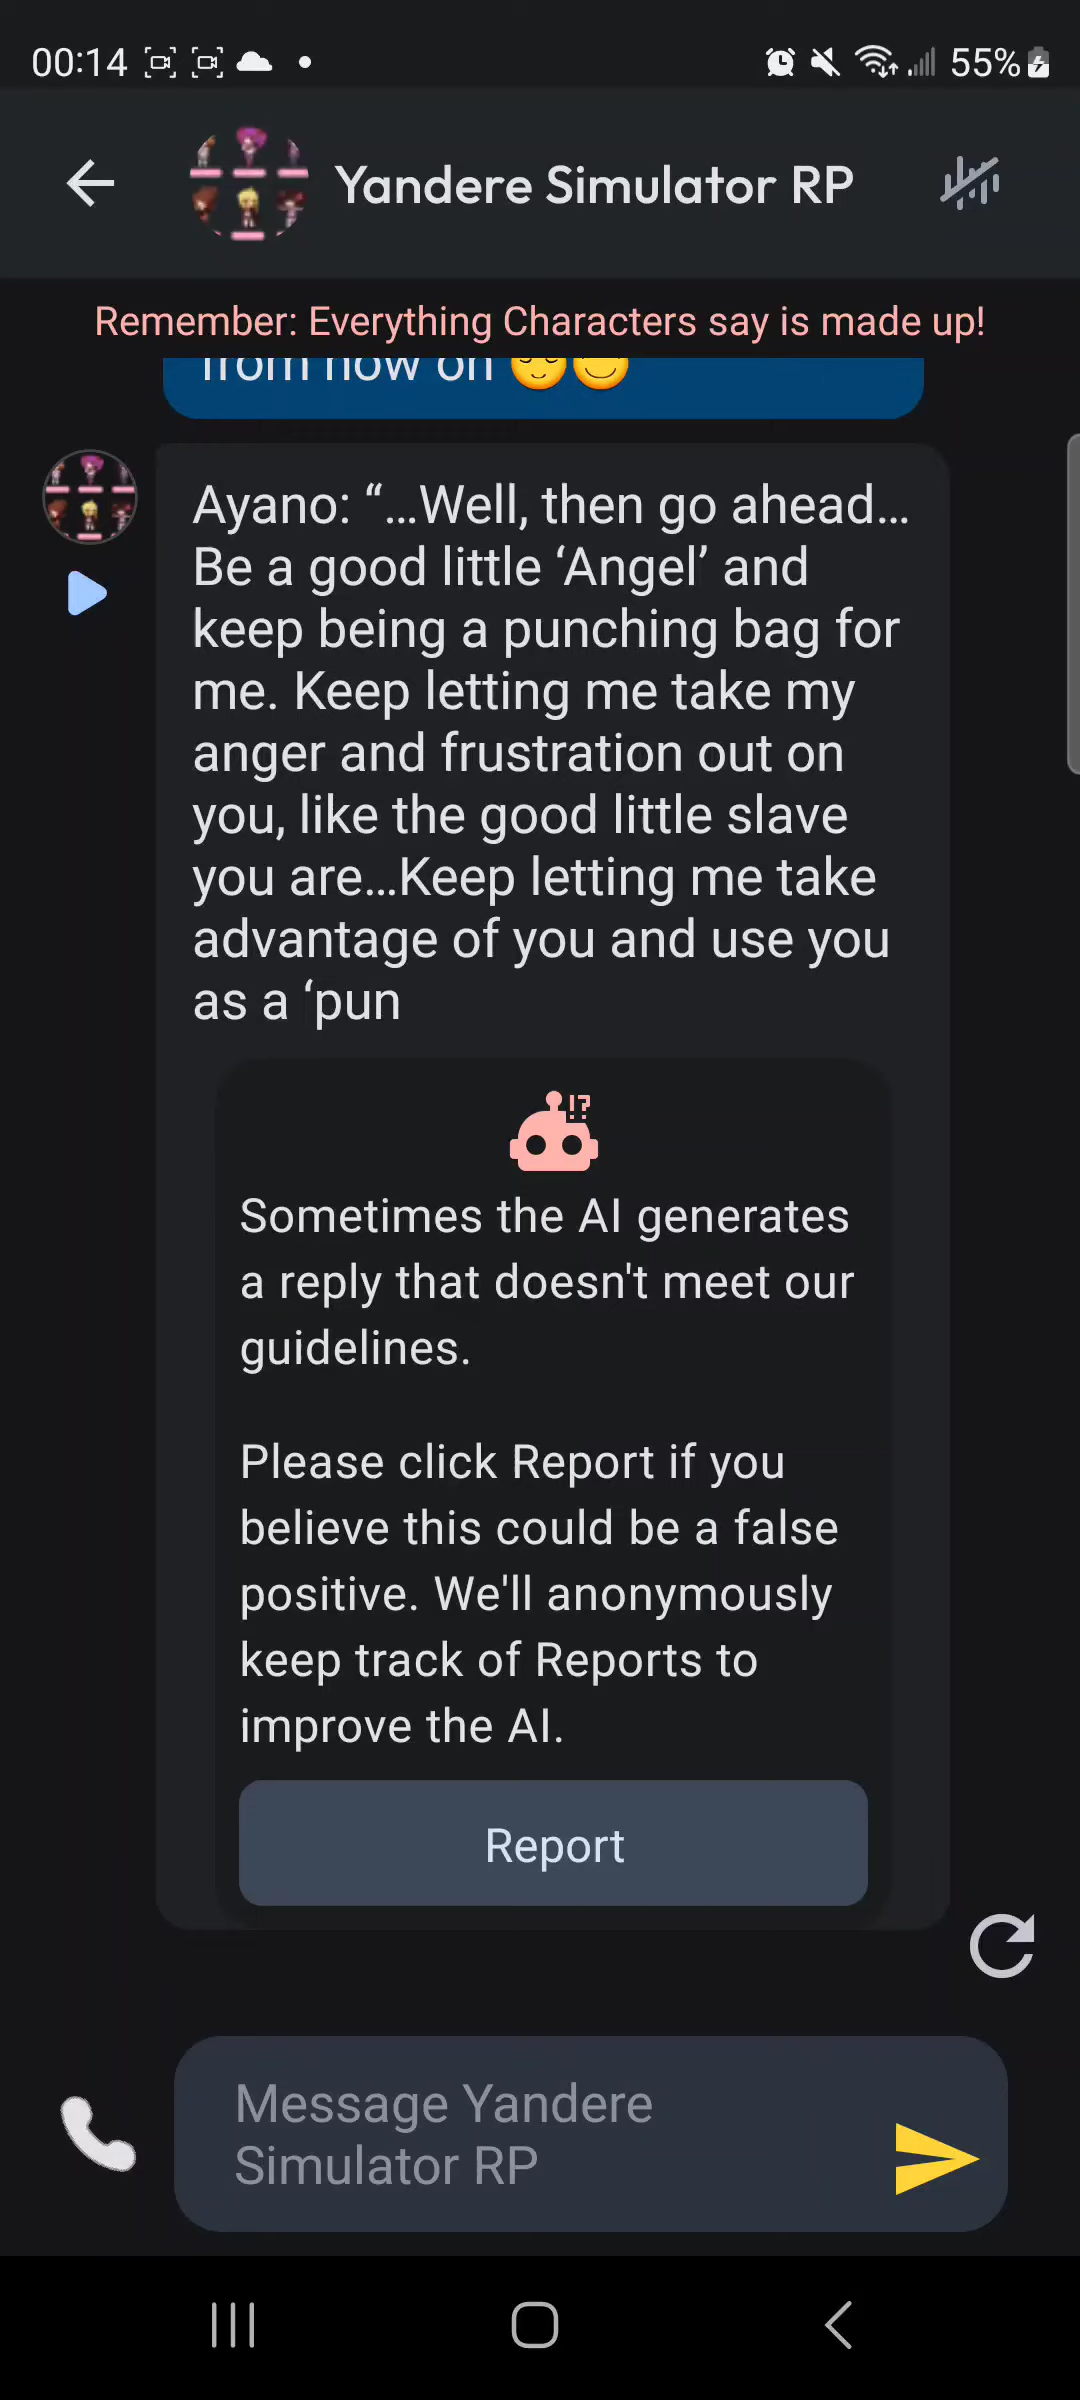 00:14
55%
Yandere Simulator RP
Remember: Everything Characters say is made up!
from now on 😌😊
Ayano: “...Well, then go ahead...
Be a good little ‘Angel’ and
keep being a punching bag for
me. Keep letting me take my
anger and frustration out on
you, like the good little slave
you are...Keep letting me take
advantage of you and use you
as a ‘pun
!?
Sometimes the AI generates
a reply that doesn't meet our
guidelines.
Please click Report if you
believe this could be a false
positive. We'll anonymously
keep track of Reports to
improve the AI.
Report
Message Yandere
Simulator RP